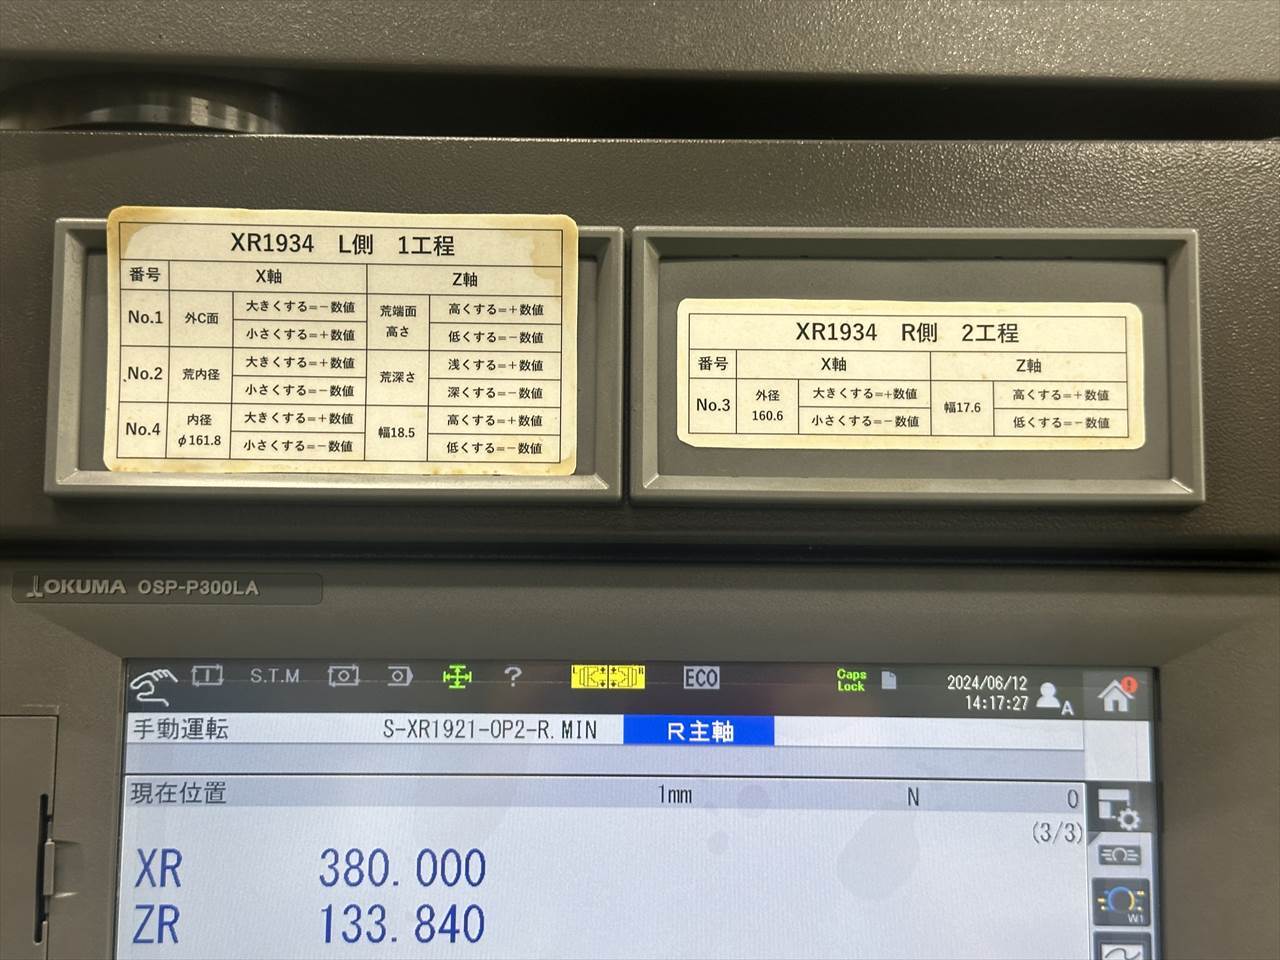 XR1934 L側 1工程
番号 X軸 Z軸
No.1 外C面 大きくする=－数値 荒端面高さ 高くする=＋数値
小さくする=＋数値 低くする=－数値
No.2 荒内径 大きくする=＋数値 荒深さ 浅くする=＋数値
小さくする=－数値 深くする=－数値
No.4 内径φ161.8 大きくする=＋数値 幅18.5 高くする=＋数値
小さくする=－数値 低くする=－数値
XR1934 R側 2工程
番号 X軸 Z軸
No.3 外径160.6 大きくする=+数値 幅17.6 高くする=＋数値
小さくする=－数値 低くする=－数値
OKUMA OSP-P300LA
S.T.M ? L R ECO Caps Lock 2024/06/12 14:17:27 A
手動運転 S-XR1921-OP2-R.MIN R主軸
現在位置 1mm N 0
(3/3)
XR 380.000
ZR 133.840
W1